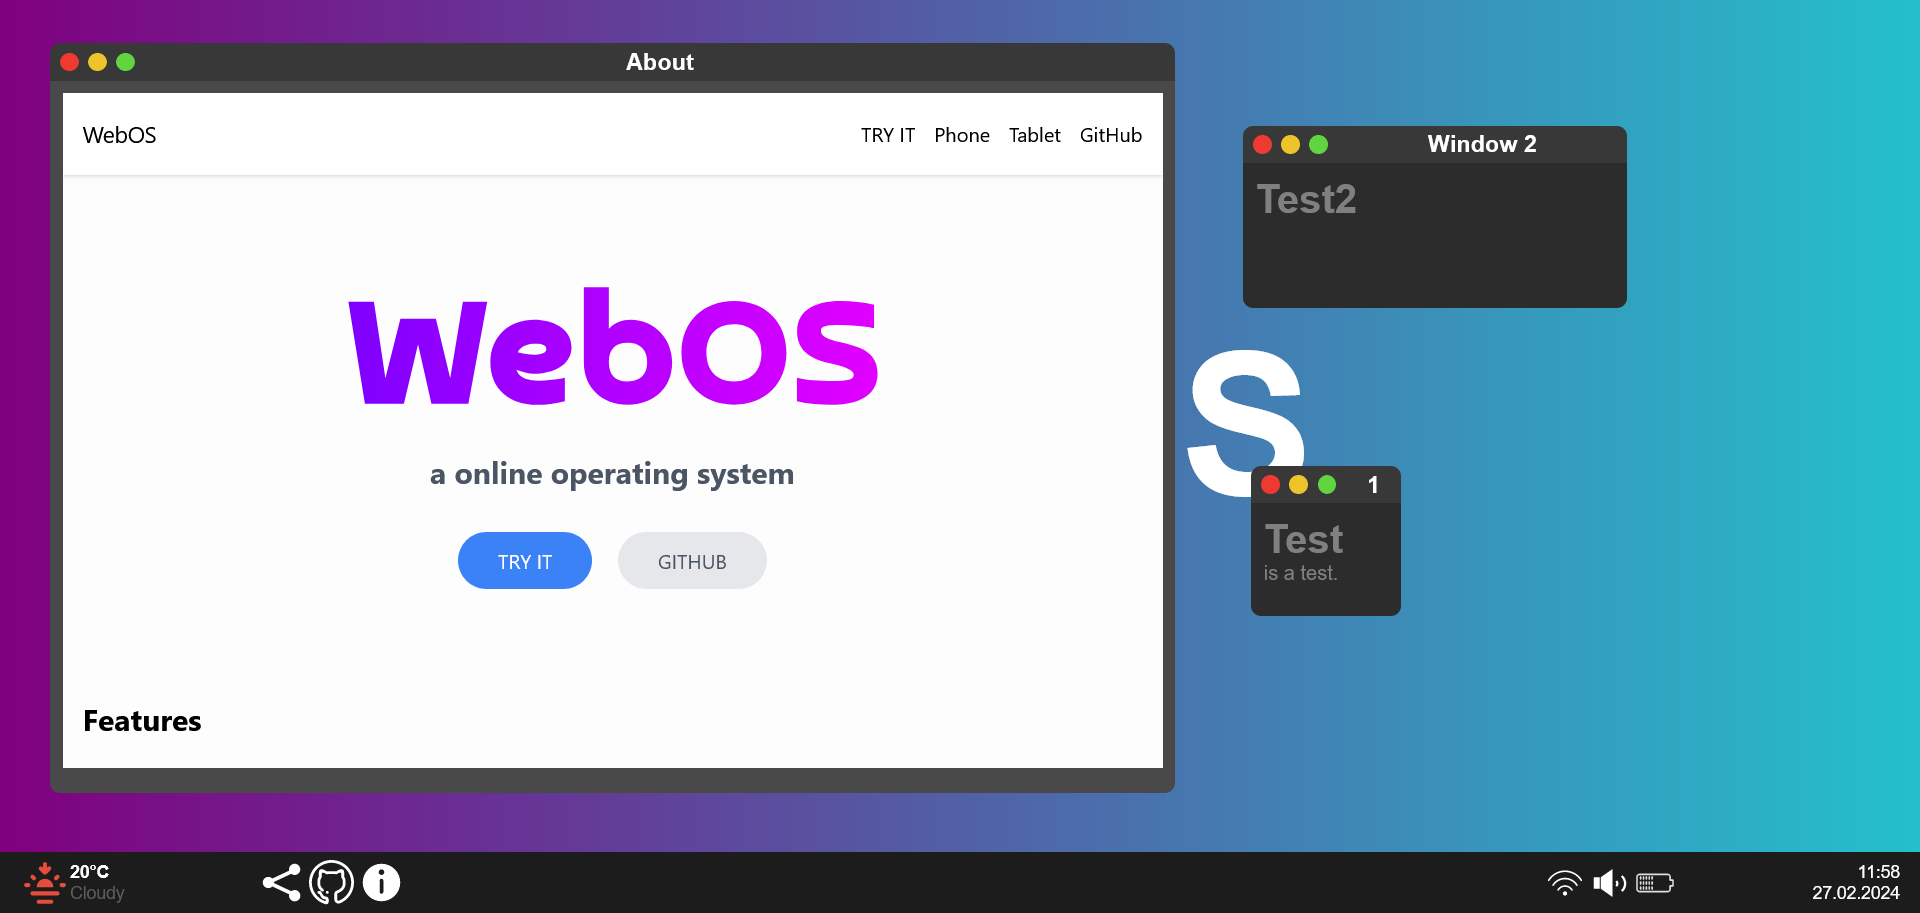 About
WebOS
TRY IT Phone Tablet GitHub
WebOS
a online operating system
TRY IT
GITHUB
Features
Window 2
Test2
S
1
Test
is a test.
20°C
Cloudy
11:58
27.02.2024